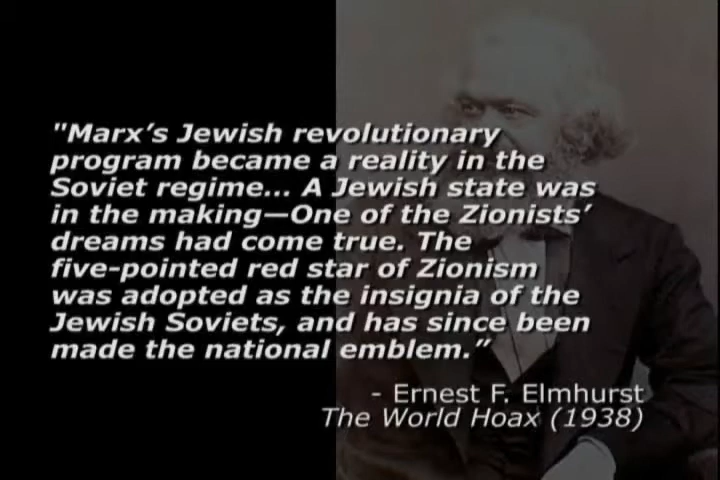 "Marx's Jewish revolutionary
program became a reality in the
Soviet regime... A Jewish state was
in the making—One of the Zionists'
dreams had come true. The
five-pointed red star of Zionism
was adopted as the insignia of the
Jewish Soviets, and has since been
made the national emblem."
- Ernest F. Elmhurst
The World Hoax (1938)